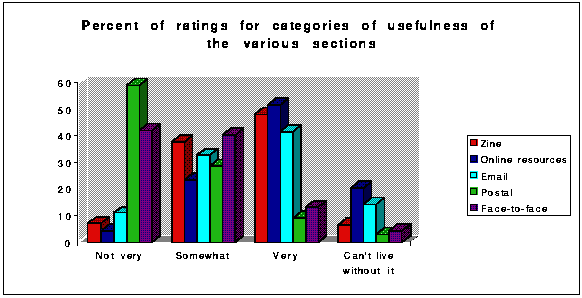 Percent of ratings for categories of usefulness of
the various sections
60
50
40
30
20
10
0
Not very
Somewhat
Very
Can't live
without it
Zine
Online resources
Email
Postal
Face-to-face